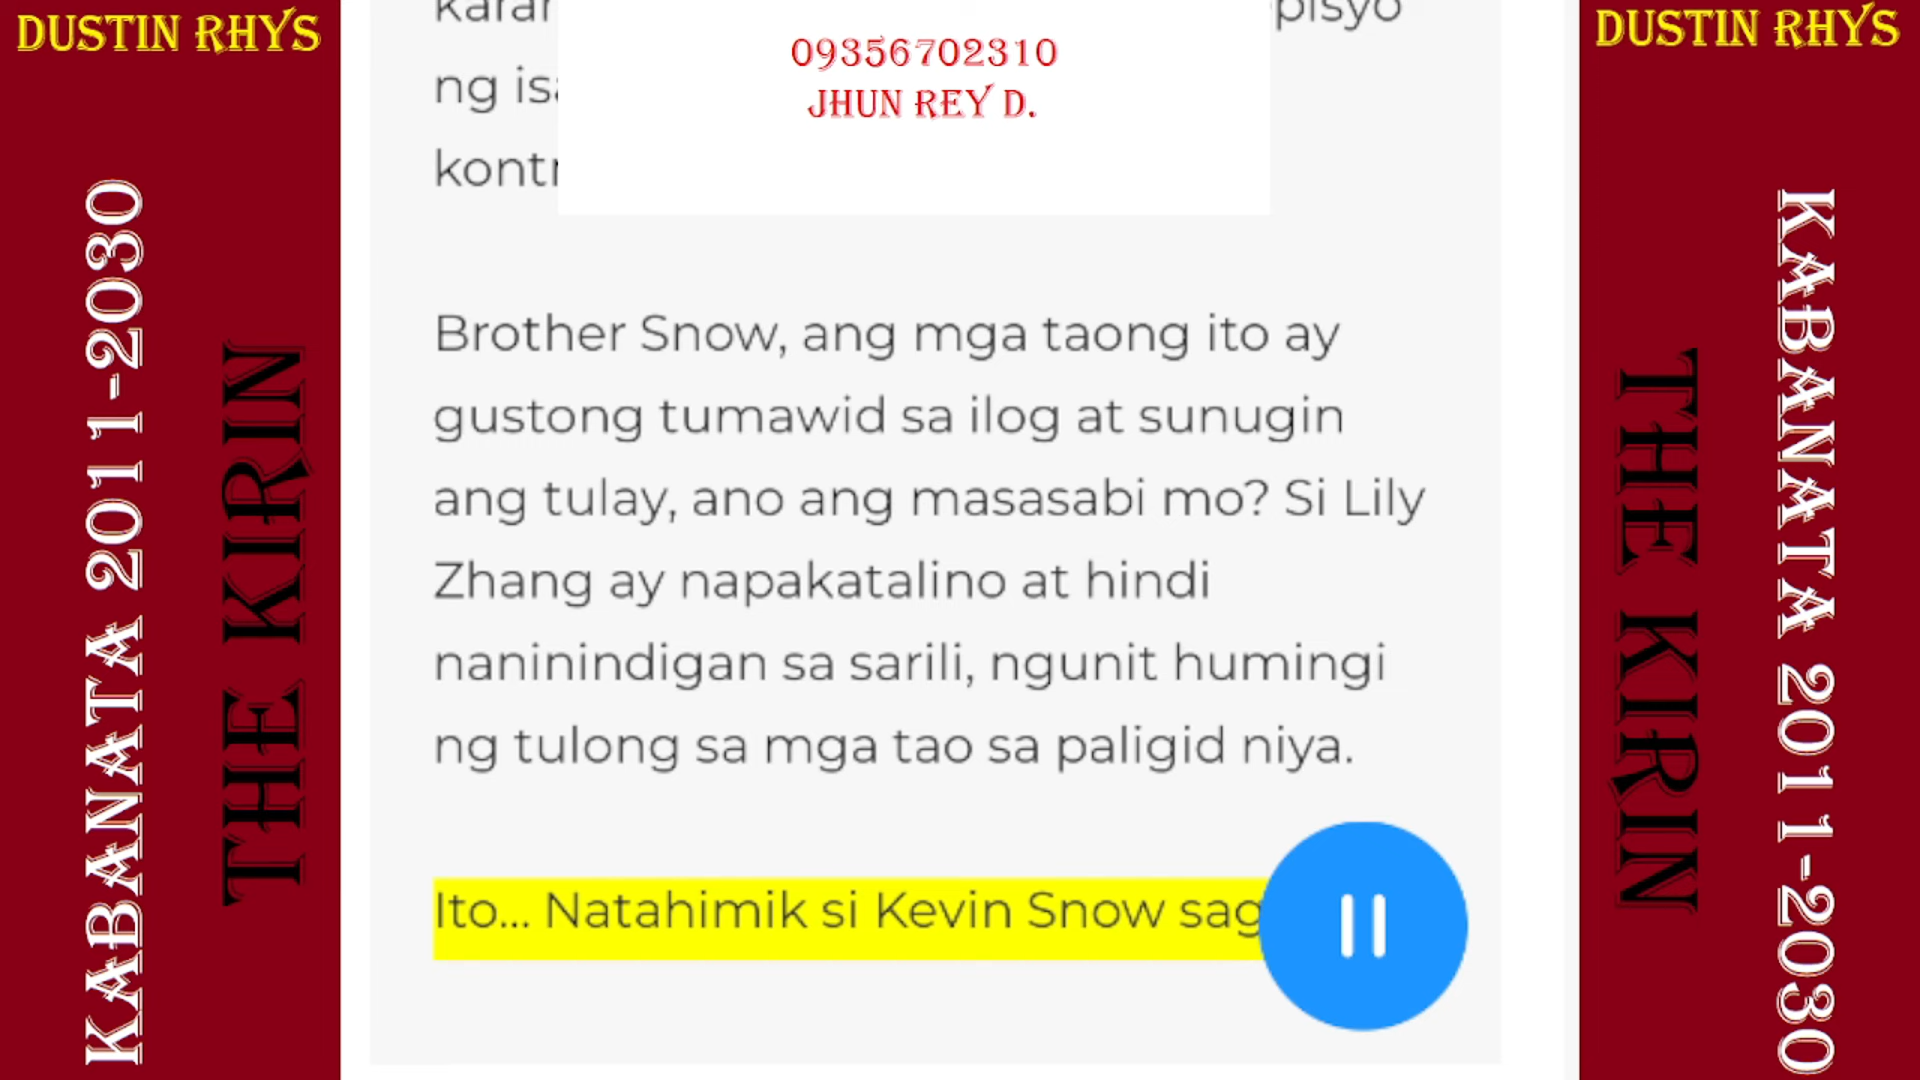 DUSTIN RHYS
DUSTIN RHYS
09356702310
JHUN REY D.
ng
Brother Snow, ang mga taong ito ay
gustong tumawid sa ilog at sunugin
ang tulay, ano ang masasabi mo? Si Lily
Zhang ay napakatalino at hindi
naninindigan sa sarili, ngunit humingi
ng tulong sa mga tao sa paligid niya.
Ito... Natahimik si Kevin Snow
KABANATA 2011-2030
THE KIRIN
THE KIRIN
KABANATA 2011-2030